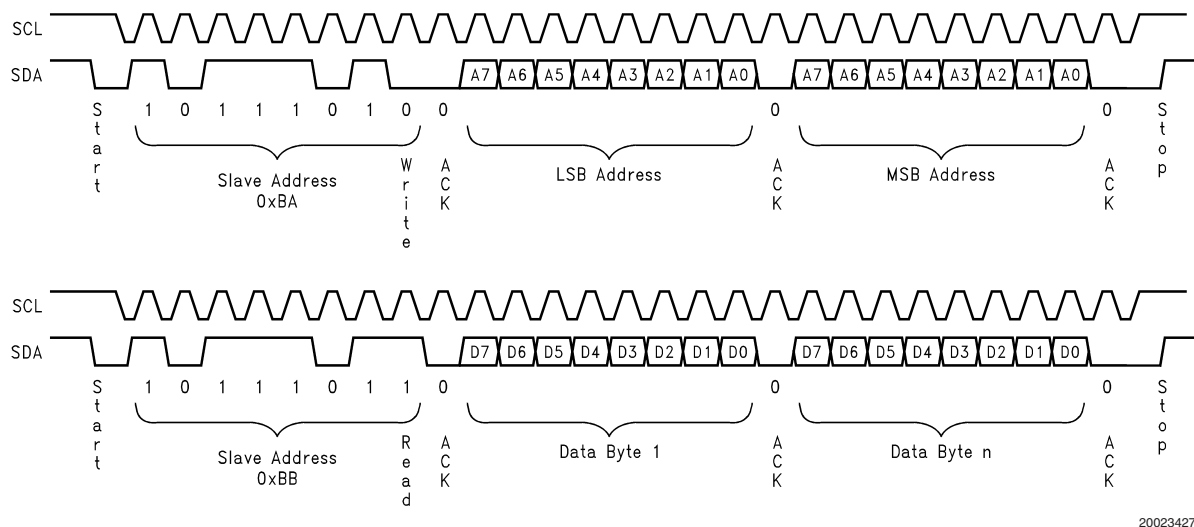 SCL
SDA
A7 A6 A5 A4 A3 A2 A1 A0 A7 A6 A5 A4 A3 A2 A1 A0
Start 1 0 1 1 1 0 1 0 0 0 0 Stop
Slave Address
0xBA
Write
ACK
LSB Address
ACK
MSB Address
ACK
SCL
SDA
D7 D6 D5 D4 D3 D2 D1 D0 D7 D6 D5 D4 D3 D2 D1 D0
Start 1 0 1 1 1 0 1 1 0 0 0 Stop
Slave Address
0xBB
Read
ACK
Data Byte 1
ACK
Data Byte n
ACK
20023427